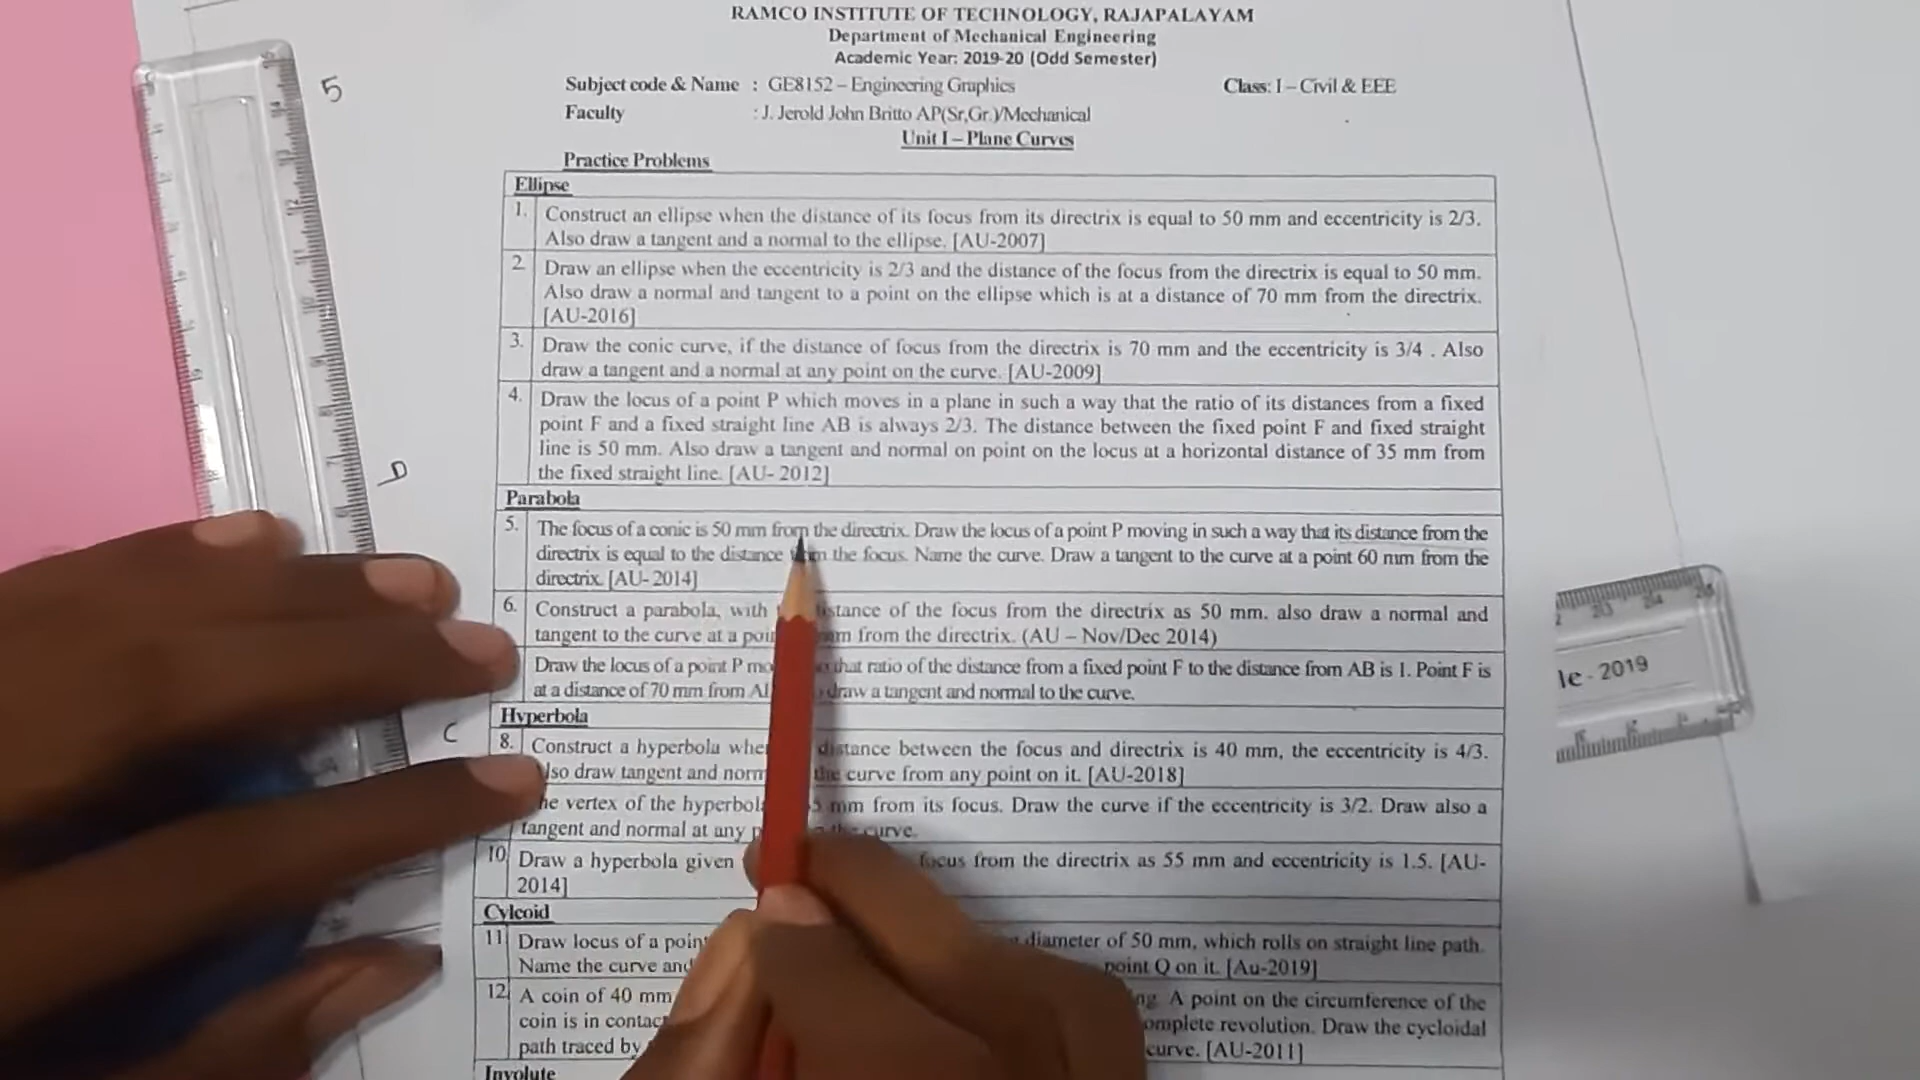 RAMCO INSTITUTE OF TECHNOLOGY, RAJAPALAYAM
Department of Mechanical Engineering
Academic Year: 2019-20 (Odd Semester)
Subject code & Name : GE8152 – Engineering Graphics Class: I – Civil & EEE
Faculty : J. Jerold John Britto AP(Sr,Gr.)/Mechanical
Unit I – Plane Curves
Practice Problems
Ellipse
1. Construct an ellipse when the distance of its focus from its directrix is equal to 50 mm and eccentricity is 2/3.
Also draw a tangent and a normal to the ellipse. [AU-2007]
2. Draw an ellipse when the eccentricity is 2/3 and the distance of the focus from the directrix is equal to 50 mm.
Also draw a normal and tangent to a point on the ellipse which is at a distance of 70 mm from the directrix.
[AU-2016]
3. Draw the conic curve, if the distance of focus from the directrix is 70 mm and the eccentricity is 3/4 . Also
draw a tangent and a normal at any point on the curve. [AU-2009]
4. Draw the locus of a point P which moves in a plane in such a way that the ratio of its distances from a fixed
point F and a fixed straight line AB is always 2/3. The distance between the fixed point F and fixed straight
line is 50 mm. Also draw a tangent and normal on point on the locus at a horizontal distance of 35 mm from
the fixed straight line. [AU- 2012]
Parabola
5. The focus of a conic is 50 mm from the directrix. Draw the locus of a point P moving in such a way that its distance from the
directrix is equal to the distance the focus. Name the curve. Draw a tangent to the curve at a point 60 mm from the
directrix. [AU- 2014]
6. Construct a parabola, with distance of the focus from the directrix as 50 mm. also draw a normal and
tangent to the curve at a mm from the directrix. (AU – Nov/Dec 2014)
Draw the locus of a point P that ratio of the distance from a fixed point F to the distance from AB is 1. Point F is
at a distance of 70 mm from draw a tangent and normal to the curve.
Hyperbola
8. Construct a hyperbola distance between the focus and directrix is 40 mm, the eccentricity is 4/3.
draw tangent and the curve from any point on it. [AU-2018]
vertex of the mm from its focus. Draw the curve if the eccentricity is 3/2. Draw also a
tangent and normal at any curve.
10. Draw a hyperbola given focus from the directrix as 55 mm and eccentricity is 1.5. [AU-
2014]
Cylcoid
11. Draw locus of a diameter of 50 mm, which rolls on straight line path.
Name the curve and point Q on it. [Au-2019]
12. A coin of 40 mm A point on the circumference of the
coin is in revolution. Draw the cycloidal
path traced by curve. [AU-2011]
Involute
5
D
C
23 24 25
2019